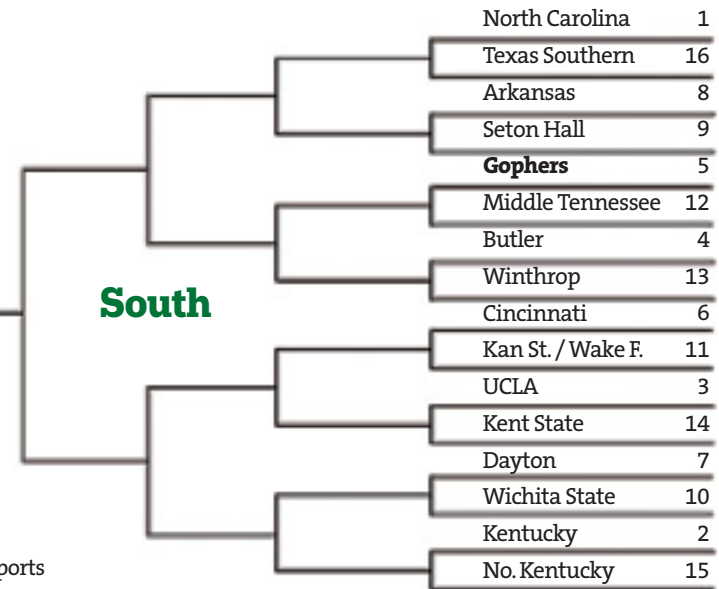 North Carolina 1
Texas Southern 16
Arkansas 8
Seton Hall 9
Gophers 5
Middle Tennessee 12
Butler 4
Winthrop 13
South
Cincinnati 6
Kan St. / Wake F. 11
UCLA 3
Kent State 14
Dayton 7
Wichita State 10
Kentucky 2
No. Kentucky 15
ports